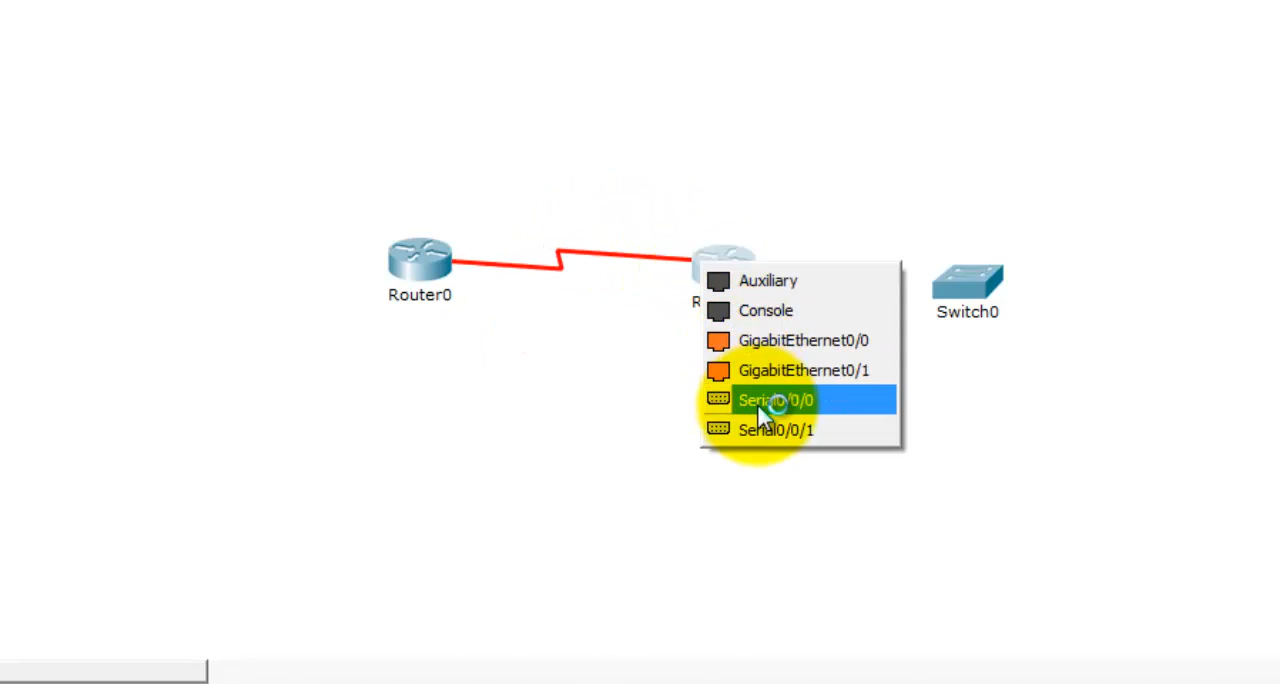 Router0
R
Switch0
Auxiliary
Console
GigabitEthernet0/0
GigabitEthernet0/1
Serial0/0/0
Serial0/0/1